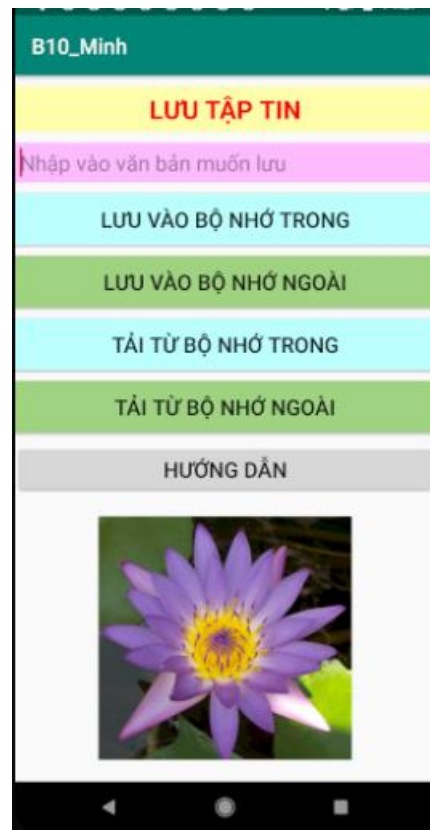 B10_Minh
LƯU TẬP TIN
Nhập vào văn bản muốn lưu
LƯU VÀO BỘ NHỚ TRONG
LƯU VÀO BỘ NHỚ NGOÀI
TẢI TỪ BỘ NHỚ TRONG
TẢI TỪ BỘ NHỚ NGOÀI
HƯỚNG DẪN